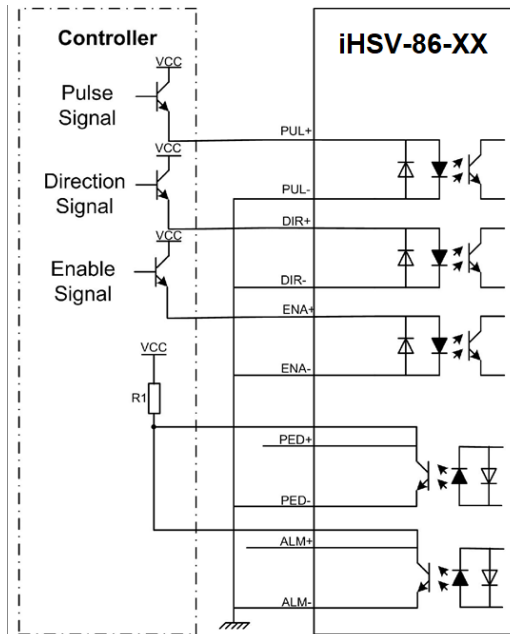 Controller
iHSV-86-XX
VCC
Pulse
Signal
PUL+
VCC
Direction
Signal
PUL-
DIR+
VCC
Enable
Signal
DIR-
ENA+
VCC
ENA-
R1
PED+
PED-
ALM+
ALM-